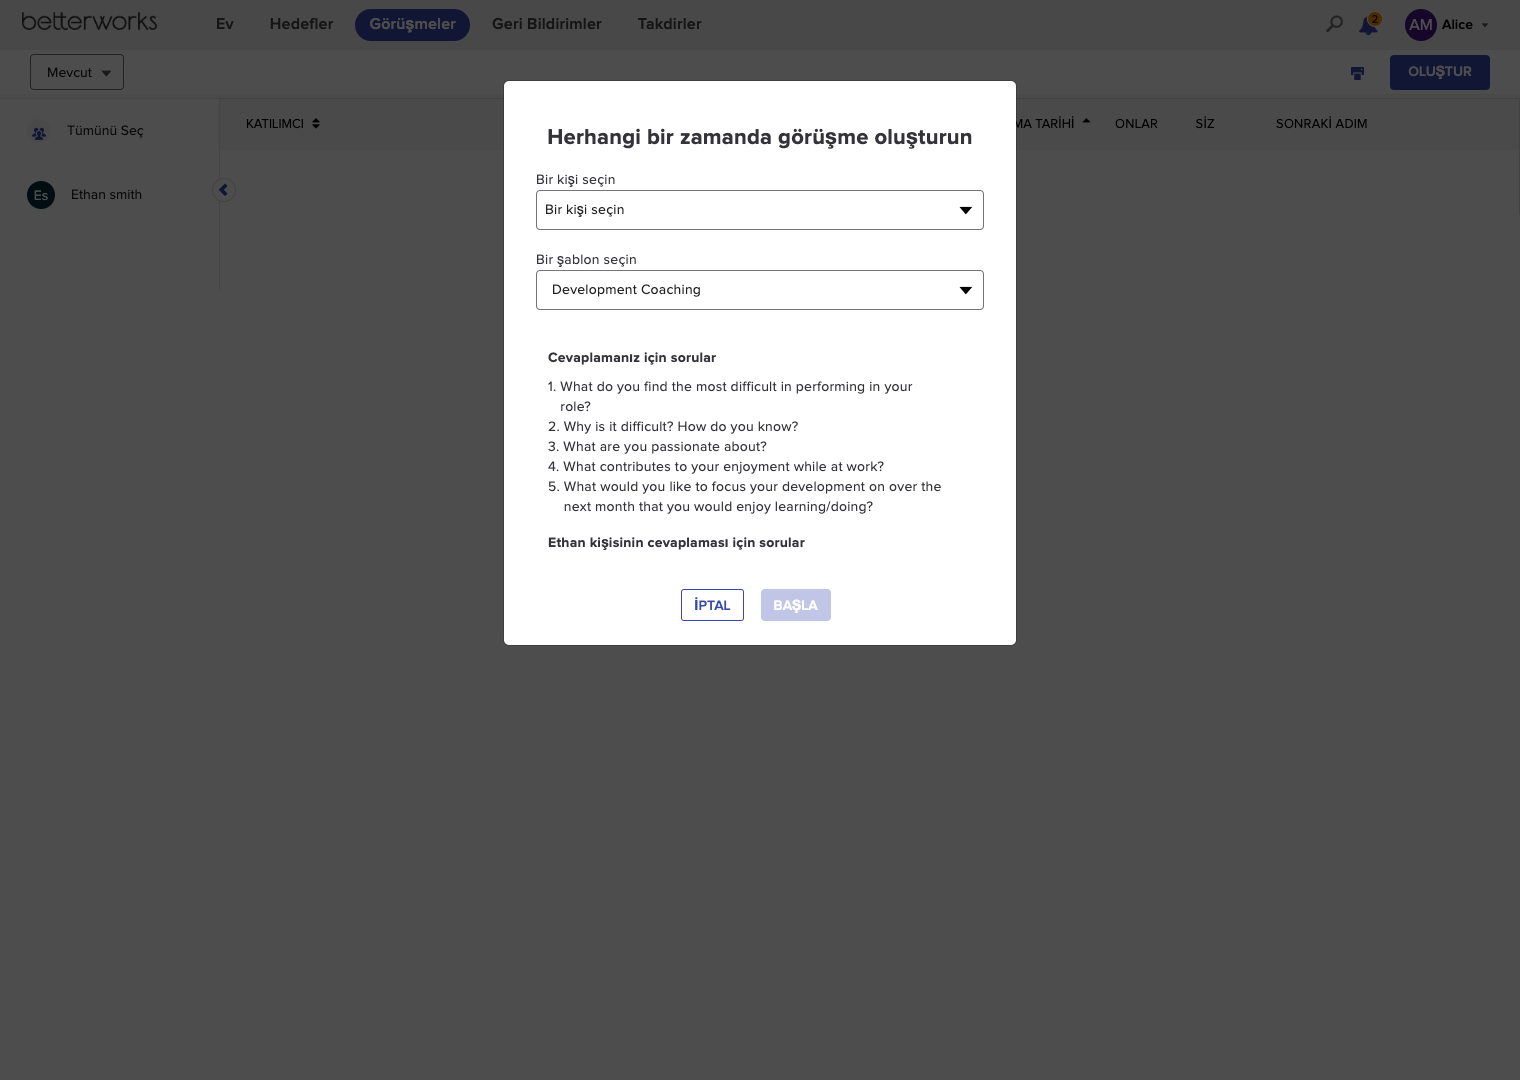 betterworks
Ev
Hedefler
Görüşmeler
Geri Bildirimler
Takdirler
2
AM
Alice
Mevcut
OLUŞTUR
Tümünü Seç
KATILIMCI
MA TARİHİ
ONLAR
SİZ
SONRAKİ ADIM
Es
Ethan smith
Herhangi bir zamanda görüşme oluşturun
Bir kişi seçin
Bir kişi seçin
Bir şablon seçin
Development Coaching
Cevaplamanız için sorular
1. What do you find the most difficult in performing in your
role?
2. Why is it difficult? How do you know?
3. What are you passionate about?
4. What contributes to your enjoyment while at work?
5. What would you like to focus your development on over the
next month that you would enjoy learning/doing?
Ethan kişisinin cevaplaması için sorular
İPTAL
BAŞLA